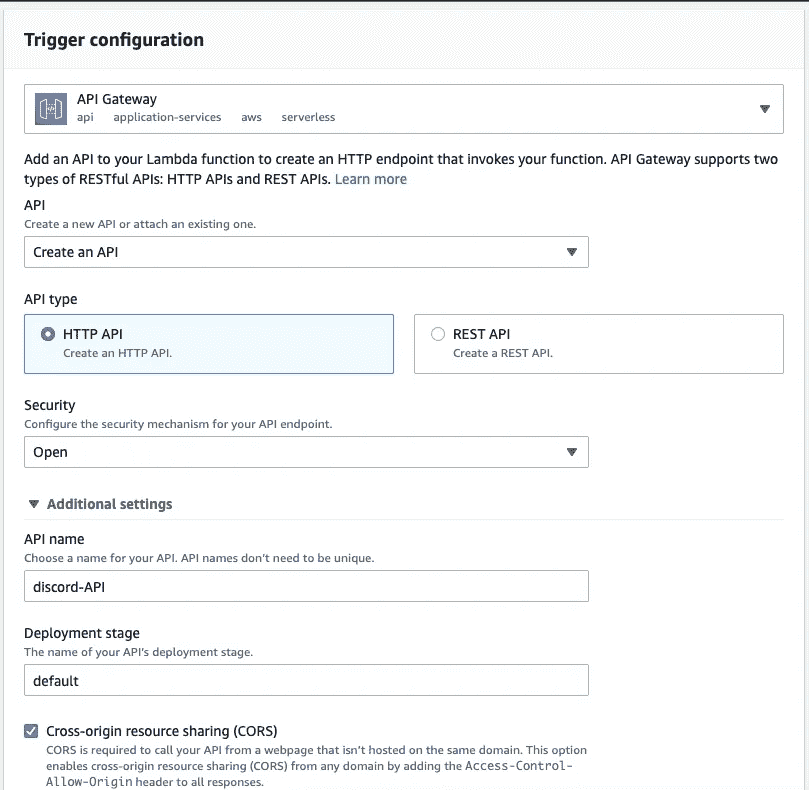 Trigger configuration
API Gateway
api application-services aws serverless
Add an API to your Lambda function to create an HTTP endpoint that invokes your function. API Gateway supports two
types of RESTful APIs: HTTP APIs and REST APIs. Learn more
API
Create a new API or attach an existing one.
Create an API
API type
HTTP API
Create an HTTP API.
REST API
Create a REST API.
Security
Configure the security mechanism for your API endpoint.
Open
Additional settings
API name
Choose a name for your API. API names don't need to be unique.
discord-API
Deployment stage
The name of your API's deployment stage.
default
Cross-origin resource sharing (CORS)
CORS is required to call your API from a webpage that isn't hosted on the same domain. This option
enables cross-origin resource sharing (CORS) from any domain by adding the Access-Control-
Allow-Origin header to all responses.